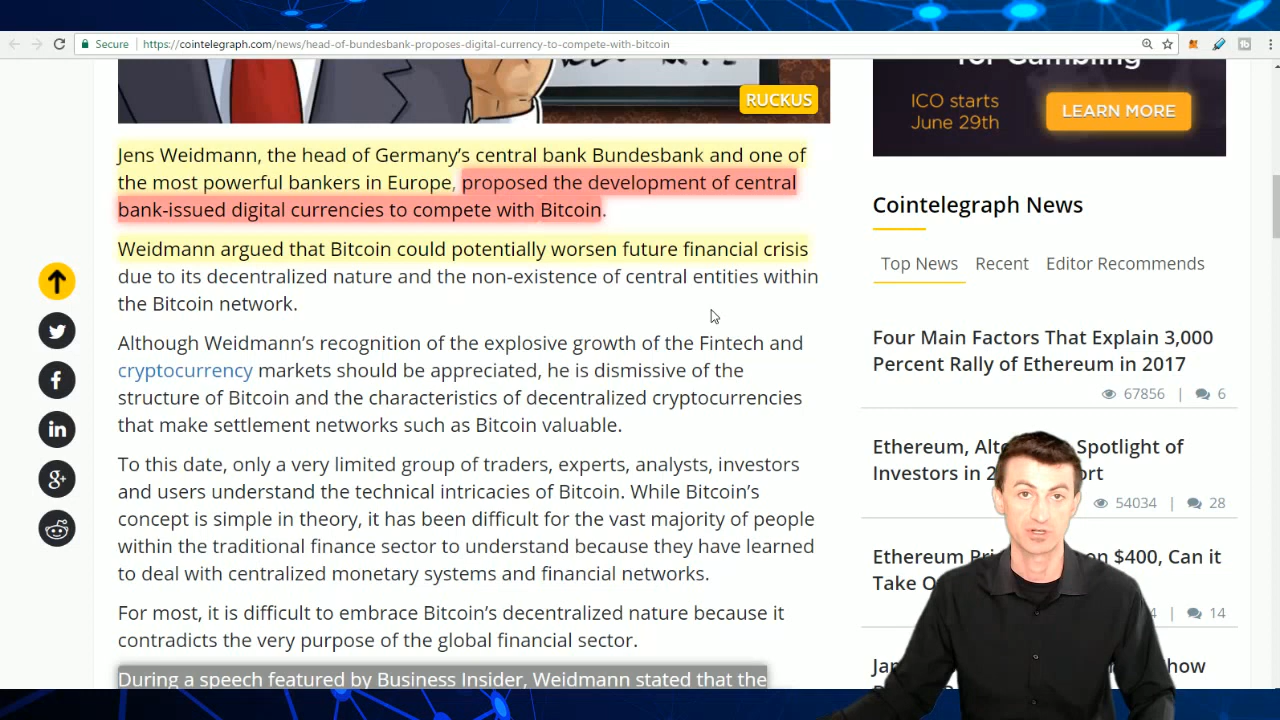 Secure
https://cointelegraph.com/news/head-of-bundesbank-proposes-digital-currency-to-compete-with-bitcoin
RUCKUS
Jens Weidmann, the head of Germany's central bank Bundesbank and one of
the most powerful bankers in Europe, proposed the development of central
bank-issued digital currencies to compete with Bitcoin.
Weidmann argued that Bitcoin could potentially worsen future financial crisis
due to its decentralized nature and the non-existence of central entities within
the Bitcoin network.
Although Weidmann's recognition of the explosive growth of the Fintech and
cryptocurrency markets should be appreciated, he is dismissive of the
structure of Bitcoin and the characteristics of decentralized cryptocurrencies
that make settlement networks such as Bitcoin valuable.
To this date, only a very limited group of traders, experts, analysts, investors
and users understand the technical intricacies of Bitcoin. While Bitcoin's
concept is simple in theory, it has been difficult for the vast majority of people
within the traditional finance sector to understand because they have learned
to deal with centralized monetary systems and financial networks.
For most, it is difficult to embrace Bitcoin's decentralized nature because it
contradicts the very purpose of the global financial sector.
During a speech featured by Business Insider, Weidmann stated that the
for Gambling
ICO starts
June 29th
LEARN MORE
Cointelegraph News
Top News Recent Editor Recommends
Four Main Factors That Explain 3,000
Percent Rally of Ethereum in 2017
67856 | 6
Ethereum, Spotlight of
Investors in
54034 | 28
Ethereum $400, Can it
Take
14